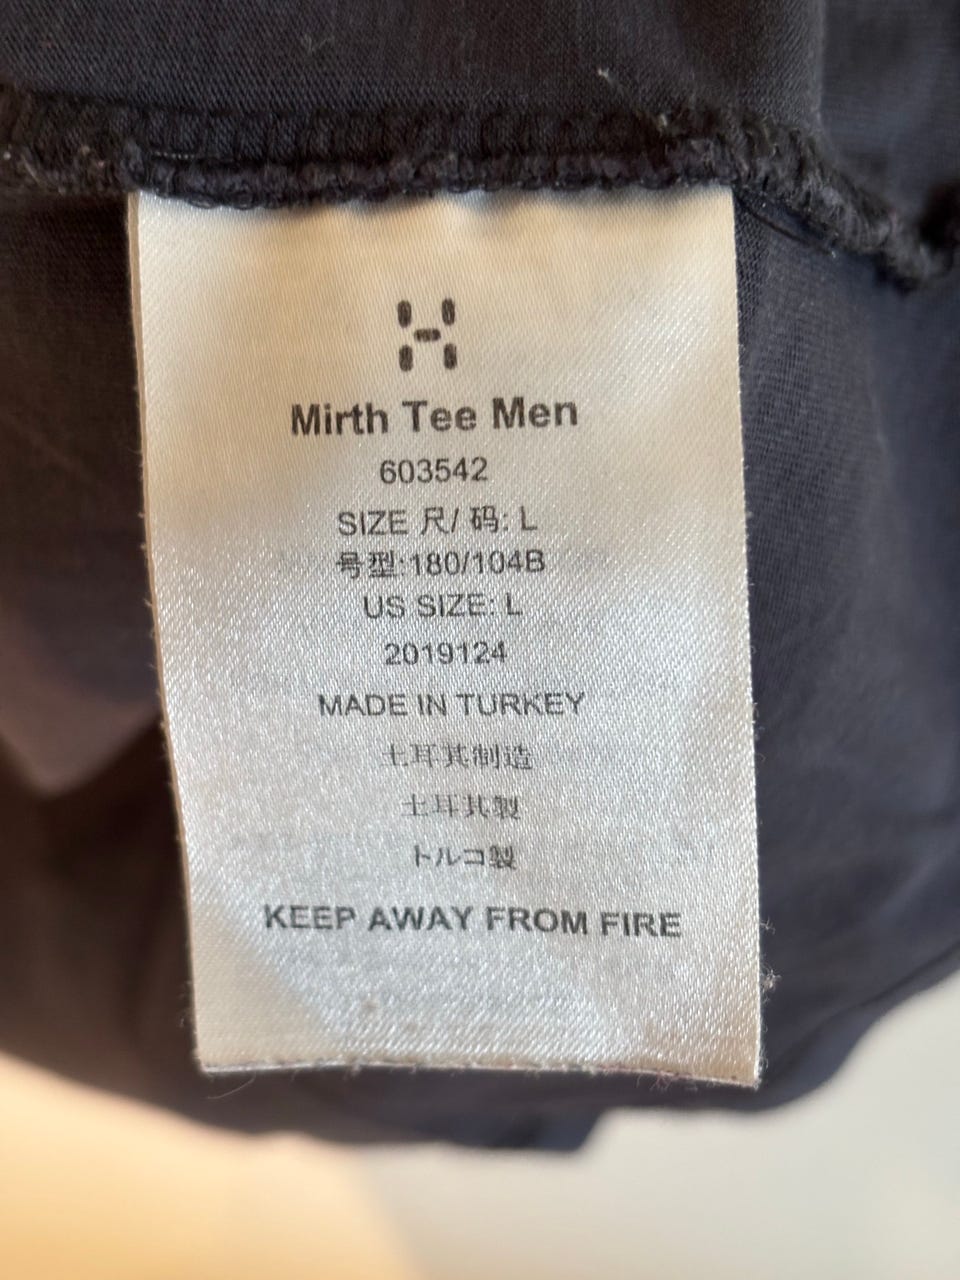 Mirth Tee Men
603542
SIZE 尺/ 码: L
号型:180/104B
US SIZE: L
2019124
MADE IN TURKEY
土耳其制造
土耳其製
トルコ製
KEEP AWAY FROM FIRE